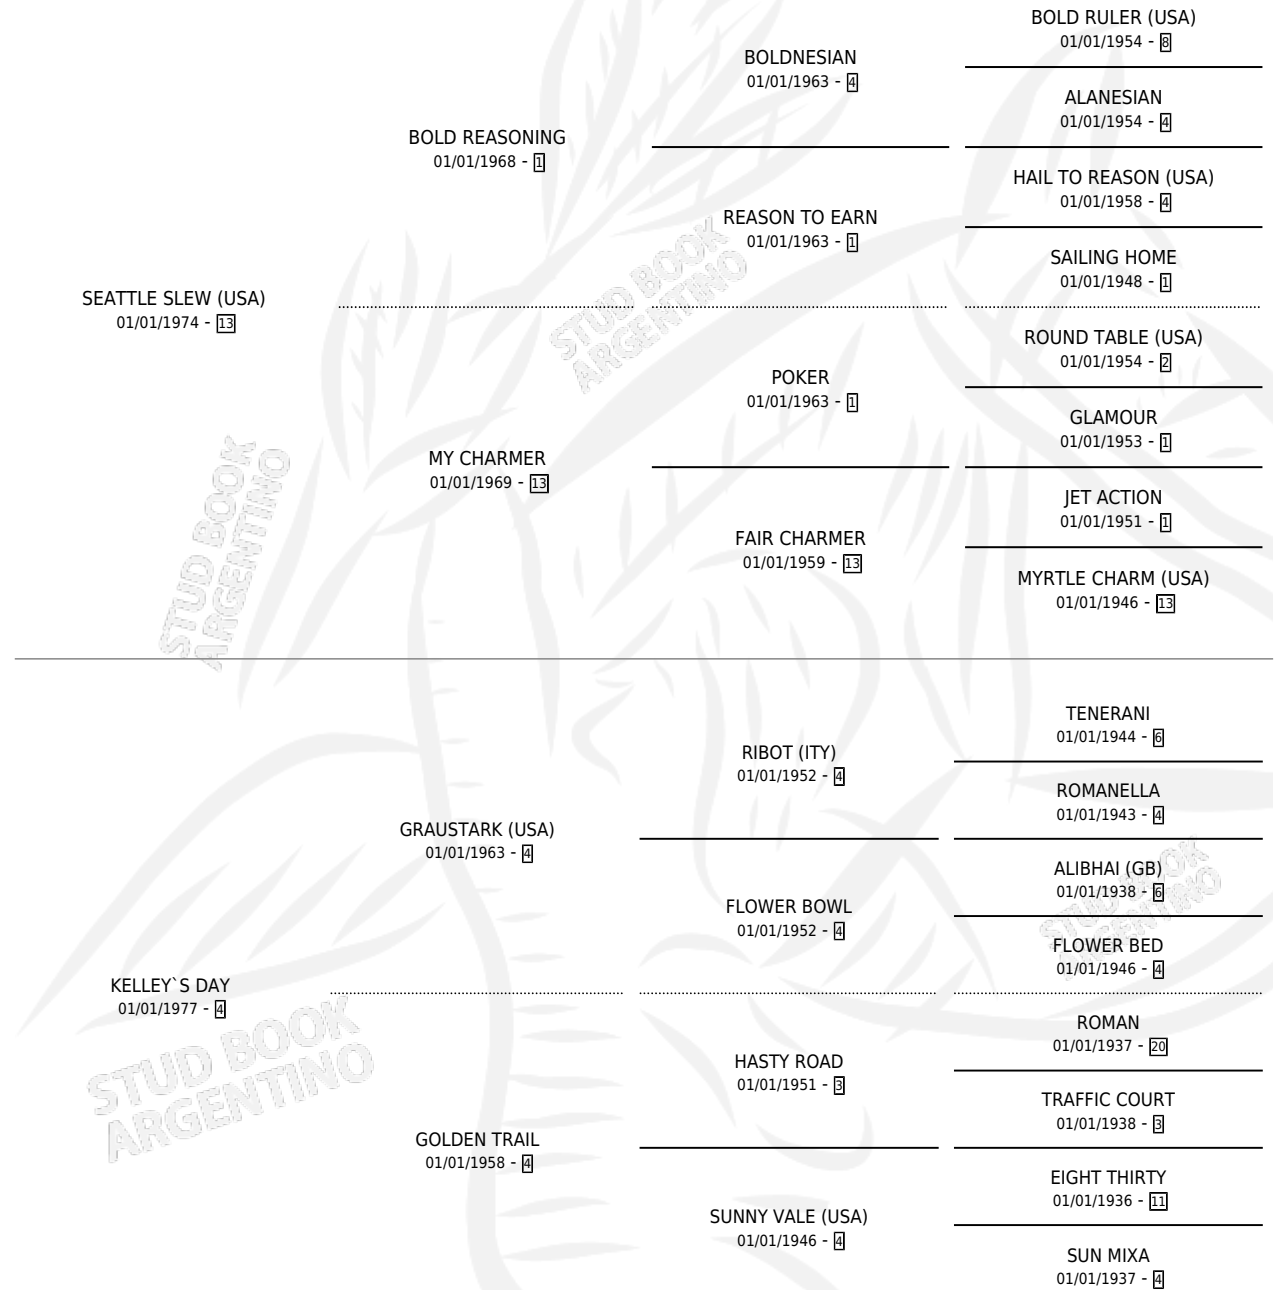 BOLD RULER (USA)
01/01/1954 - 8
BOLDNESIAN
01/01/1963 - 4
ALANESIAN
01/01/1954 - 4
BOLD REASONING
01/01/1968 - 1
HAIL TO REASON (USA)
01/01/1958 - 4
REASON TO EARN
01/01/1963 - 1
SAILING HOME
01/01/1948 - 1
SEATTLE SLEW (USA)
01/01/1974 - 13
ROUND TABLE (USA)
01/01/1954 - 2
POKER
01/01/1963 - 1
GLAMOUR
01/01/1953 - 1
MY CHARMER
01/01/1969 - 13
JET ACTION
01/01/1951 - 1
FAIR CHARMER
01/01/1959 - 13
MYRTLE CHARM (USA)
01/01/1946 - 13
TENERANI
01/01/1944 - 6
RIBOT (ITY)
01/01/1952 - 4
ROMANELLA
01/01/1943 - 4
GRAUSTARK (USA)
01/01/1963 - 4
ALIBHAI (GB)
01/01/1938 - 6
FLOWER BOWL
01/01/1952 - 4
FLOWER BED
01/01/1946 - 4
KELLEY`S DAY
01/01/1977 - 4
ROMAN
01/01/1937 - 20
HASTY ROAD
01/01/1951 - 3
TRAFFIC COURT
01/01/1938 - 3
GOLDEN TRAIL
01/01/1958 - 4
EIGHT THIRTY
01/01/1936 - 11
SUNNY VALE (USA)
01/01/1946 - 4
SUN MIXA
01/01/1937 - 4
STUD BOOK
ARGENTINO
STUD BOOK
ARGENTINO
STUD BOOK
ARGENTINO
STUD BOOK
ARGENTINO